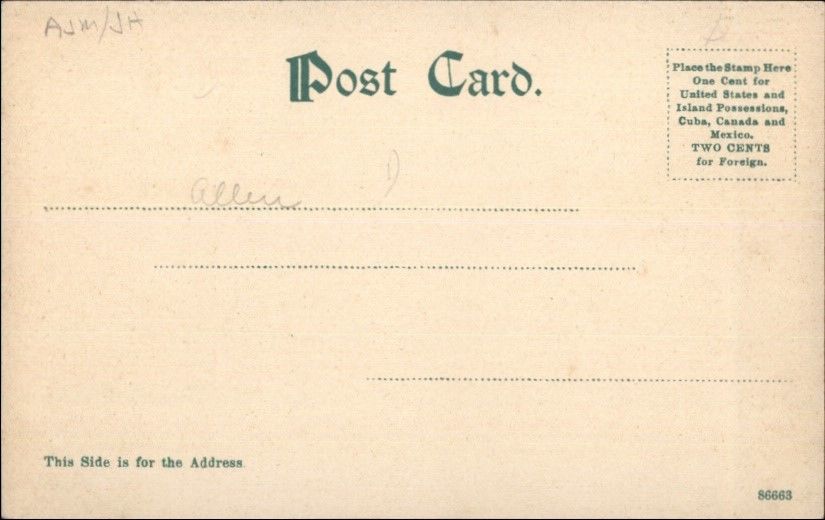 AJM/JH
Post Card.
Place the Stamp Here
One Cent for
United States and
Island Possessions,
Cuba, Canada and
Mexico.
TWO CENTS
for Foreign.
Allen
This Side is for the Address
86663